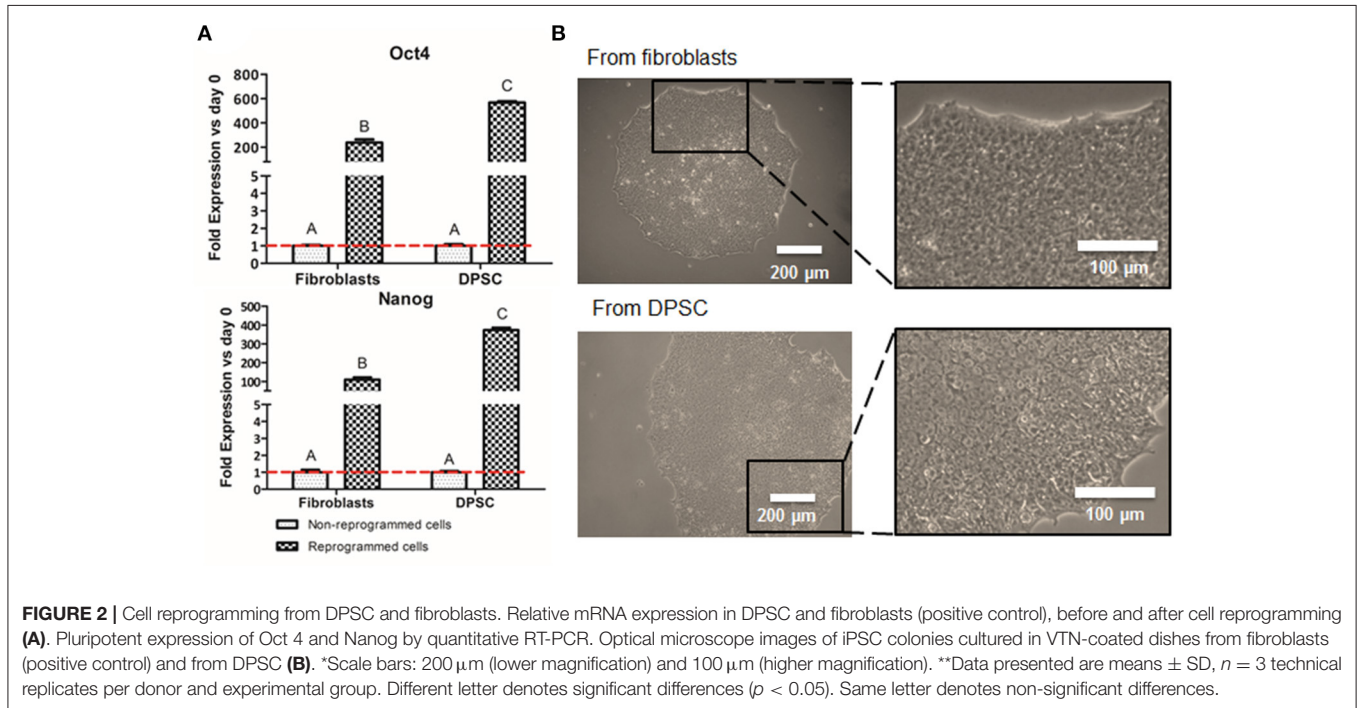 A
Oct4
Fold Expression vs day 0
800
600
400
200
5
4
3
2
1
0
A
B
A
C
Fibroblasts
DPSC
Nanog
Fold Expression vs day 0
500
400
300
200
100
5
4
3
2
1
0
A
B
A
C
Fibroblasts
DPSC
Non-reprogrammed cells
Reprogrammed cells
B
From fibroblasts
200 µm
100 µm
From DPSC
200 µm
100 µm
FIGURE 2 | Cell reprogramming from DPSC and fibroblasts. Relative mRNA expression in DPSC and fibroblasts (positive control), before and after cell reprogramming
(A). Pluripotent expression of Oct 4 and Nanog by quantitative RT-PCR. Optical microscope images of iPSC colonies cultured in VTN-coated dishes from fibroblasts
(positive control) and from DPSC (B). *Scale bars: 200 µm (lower magnification) and 100 µm (higher magnification). **Data presented are means ± SD, n = 3 technical
replicates per donor and experimental group. Different letter denotes significant differences (p < 0.05). Same letter denotes non-significant differences.